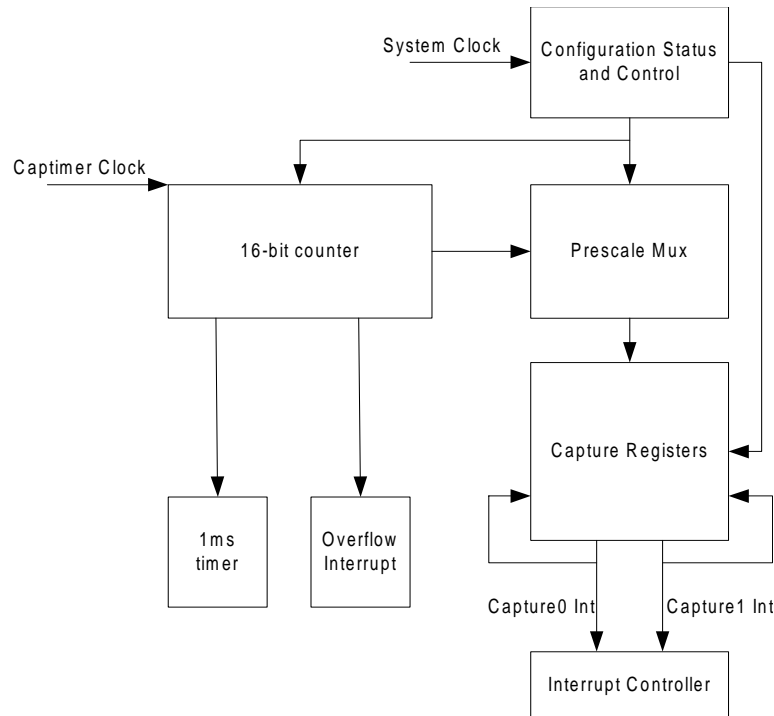 System Clock
Configuration Status
and Control
Captimer Clock
16-bit counter
Prescale Mux
Capture Registers
1ms
timer
Overflow
Interrupt
Capture0 Int
Capture1 Int
Interrupt Controller